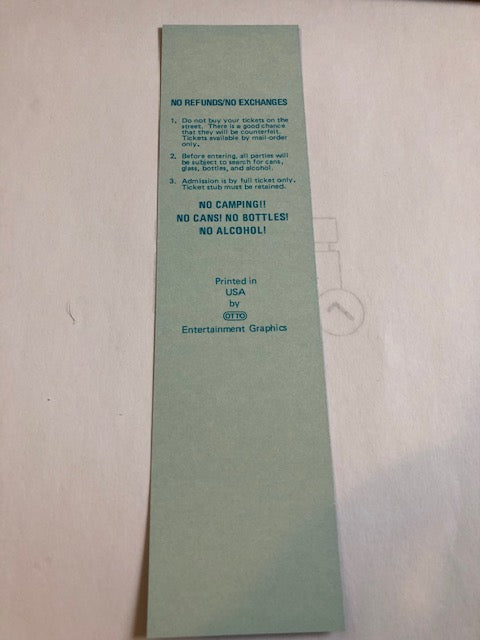 NO REFUNDS/NO EXCHANGES
1. Do not buy your tickets on the
street. There is a good chance
that they will be counterfeit.
Tickets available by mail-order
only.
2. Before entering, all parties will
be subject to search for cans,
glass, bottles, and alcohol.
3. Admission is by full ticket only.
Ticket stub must be retained.
NO CAMPING!!
NO CANS! NO BOTTLES!
NO ALCOHOL!
Printed in
USA
by
OTTO
Entertainment Graphics